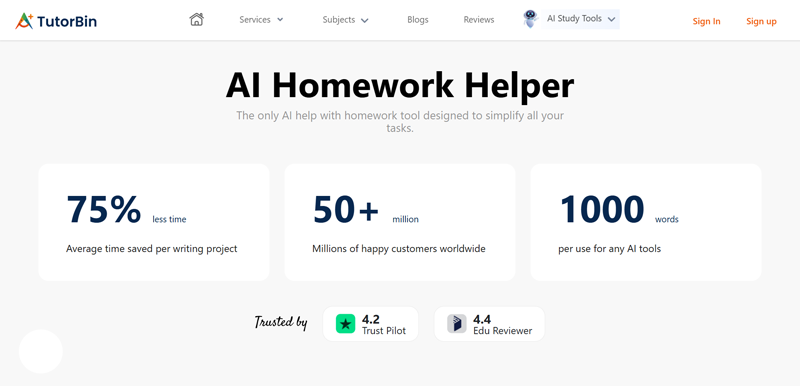 TutorBin
Services
Subjects
Blogs
Reviews
AI Study Tools
Sign In
Sign up
AI Homework Helper
The only AI help with homework tool designed to simplify all your
tasks.
75% less time
Average time saved per writing project
50+ million
Millions of happy customers worldwide
1000 words
per use for any AI tools
Trusted by
4.2
Trust Pilot
4.4
Edu Reviewer